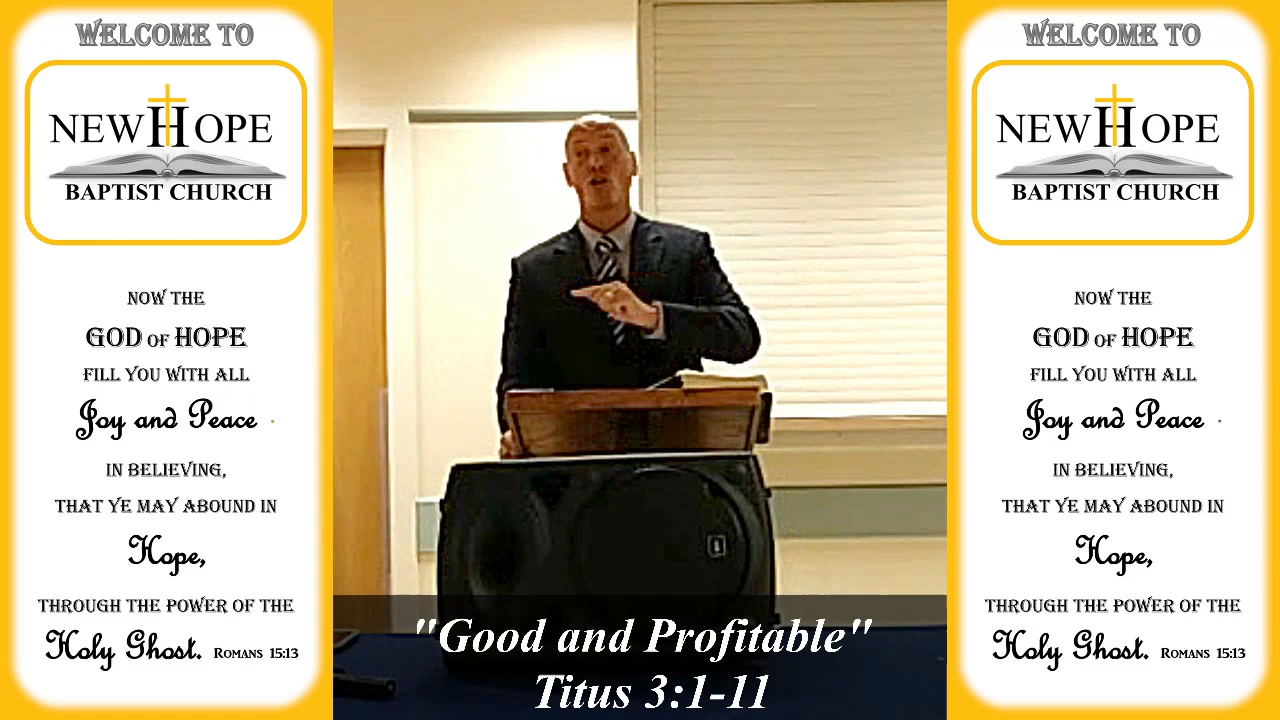 WELCOME TO
NEW HOPE
BAPTIST CHURCH
NOW THE
GOD OF HOPE
FILL YOU WITH ALL
Joy and Peace
IN BELIEVING,
THAT YE MAY ABOUND IN
Hope,
THROUGH THE POWER OF THE
Holy Ghost. ROMANS 15:13
"Good and Profitable"
Titus 3:1-11
WELCOME TO
NEW HOPE
BAPTIST CHURCH
NOW THE
GOD OF HOPE
FILL YOU WITH ALL
Joy and Peace
IN BELIEVING,
THAT YE MAY ABOUND IN
Hope,
THROUGH THE POWER OF THE
Holy Ghost. ROMANS 15:13